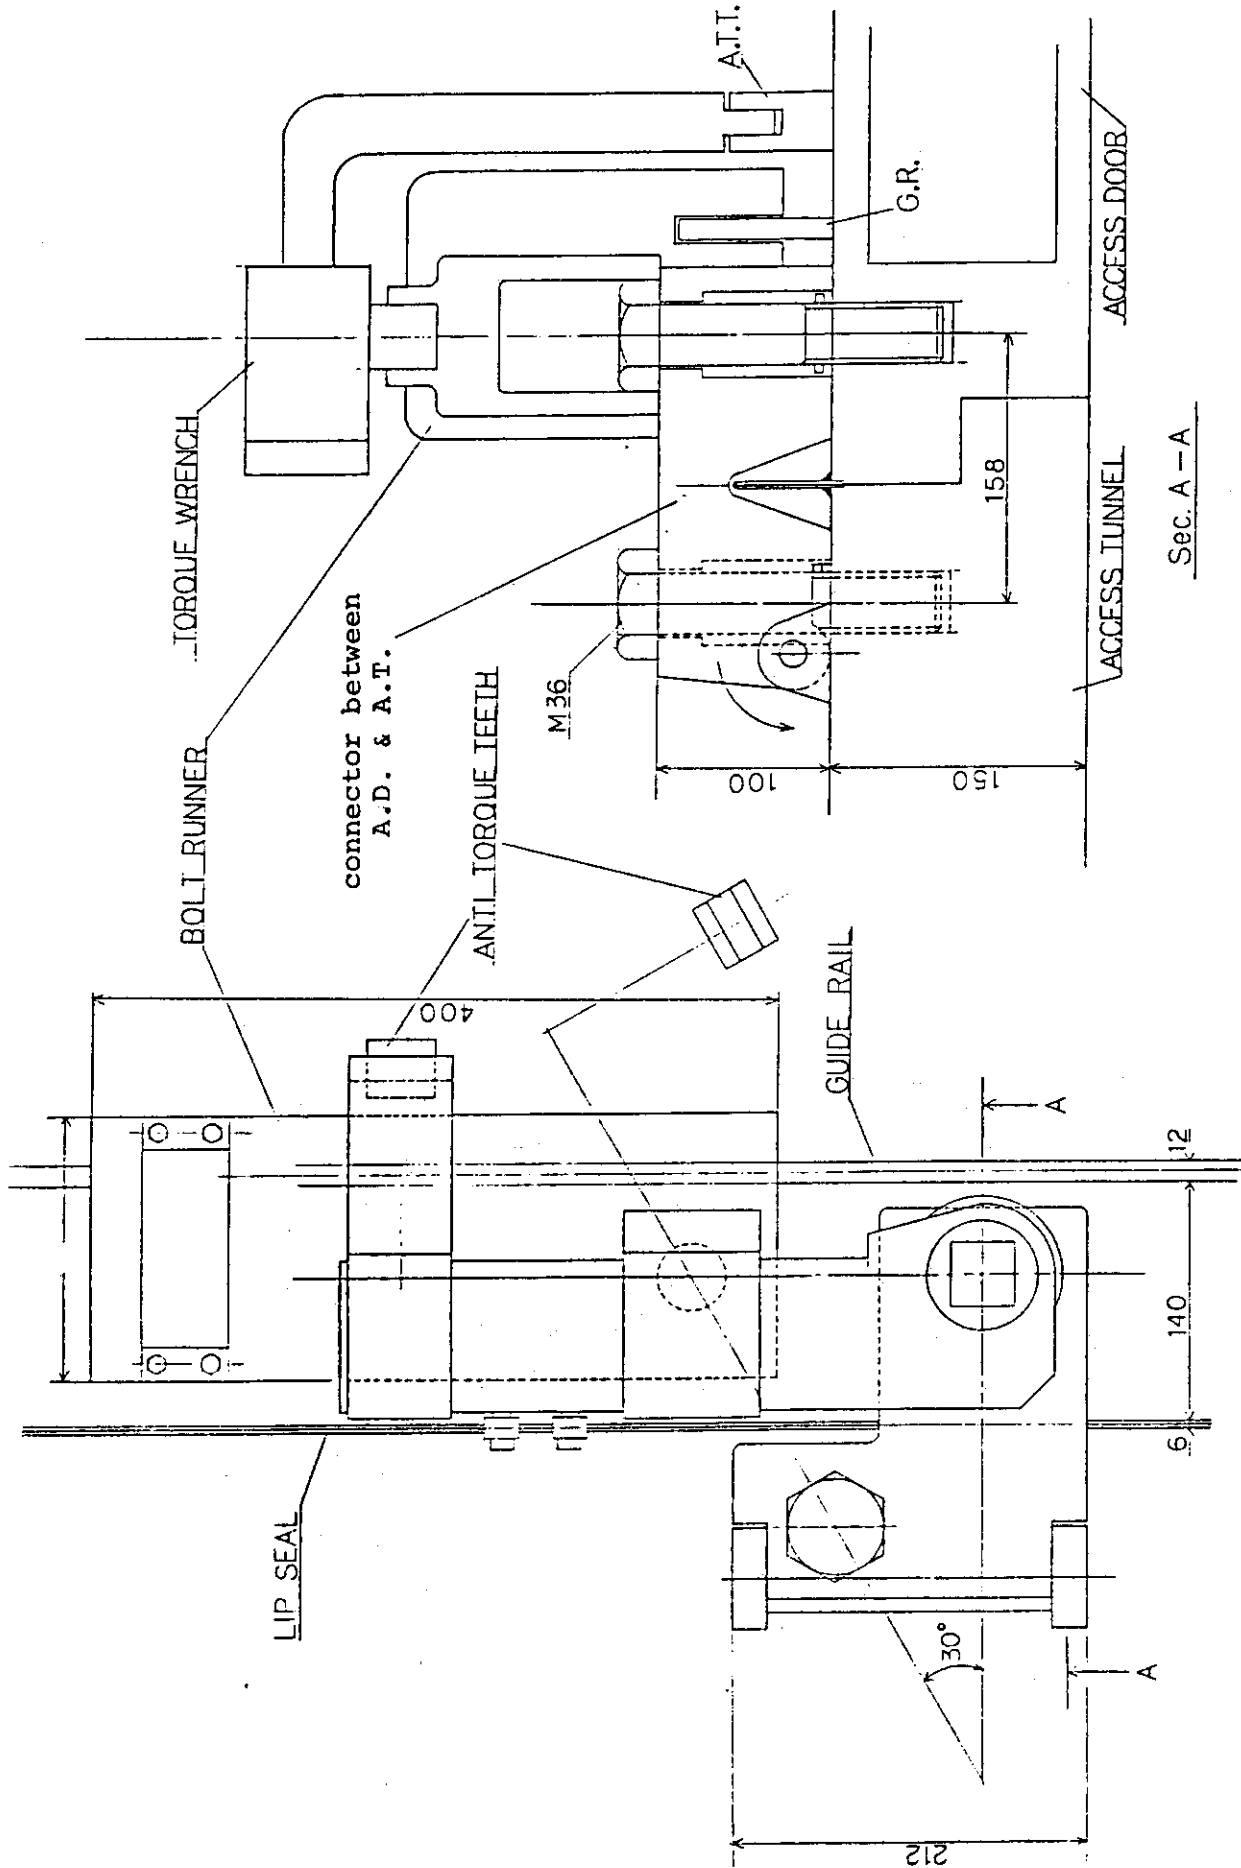 TORQUE WRENCH
BOLT RUNNER
connector between
A.D. & A.T.
ANTI TORQUE TEETH
LIP SEAL
GUIDE RAIL
A.T.T.
G.R.
M36
ACCESS DOOR
ACCESS TUNNEL
Sec. A-A
400
100
150
158
12
140
6
212
30°
A
A